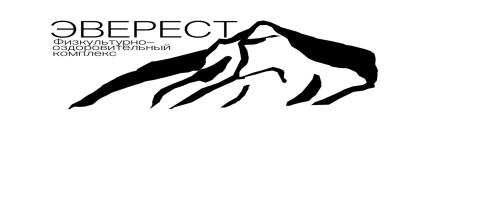 ЭВЕРЕСТ
Физкультурно-
оздоровительный
комплекс